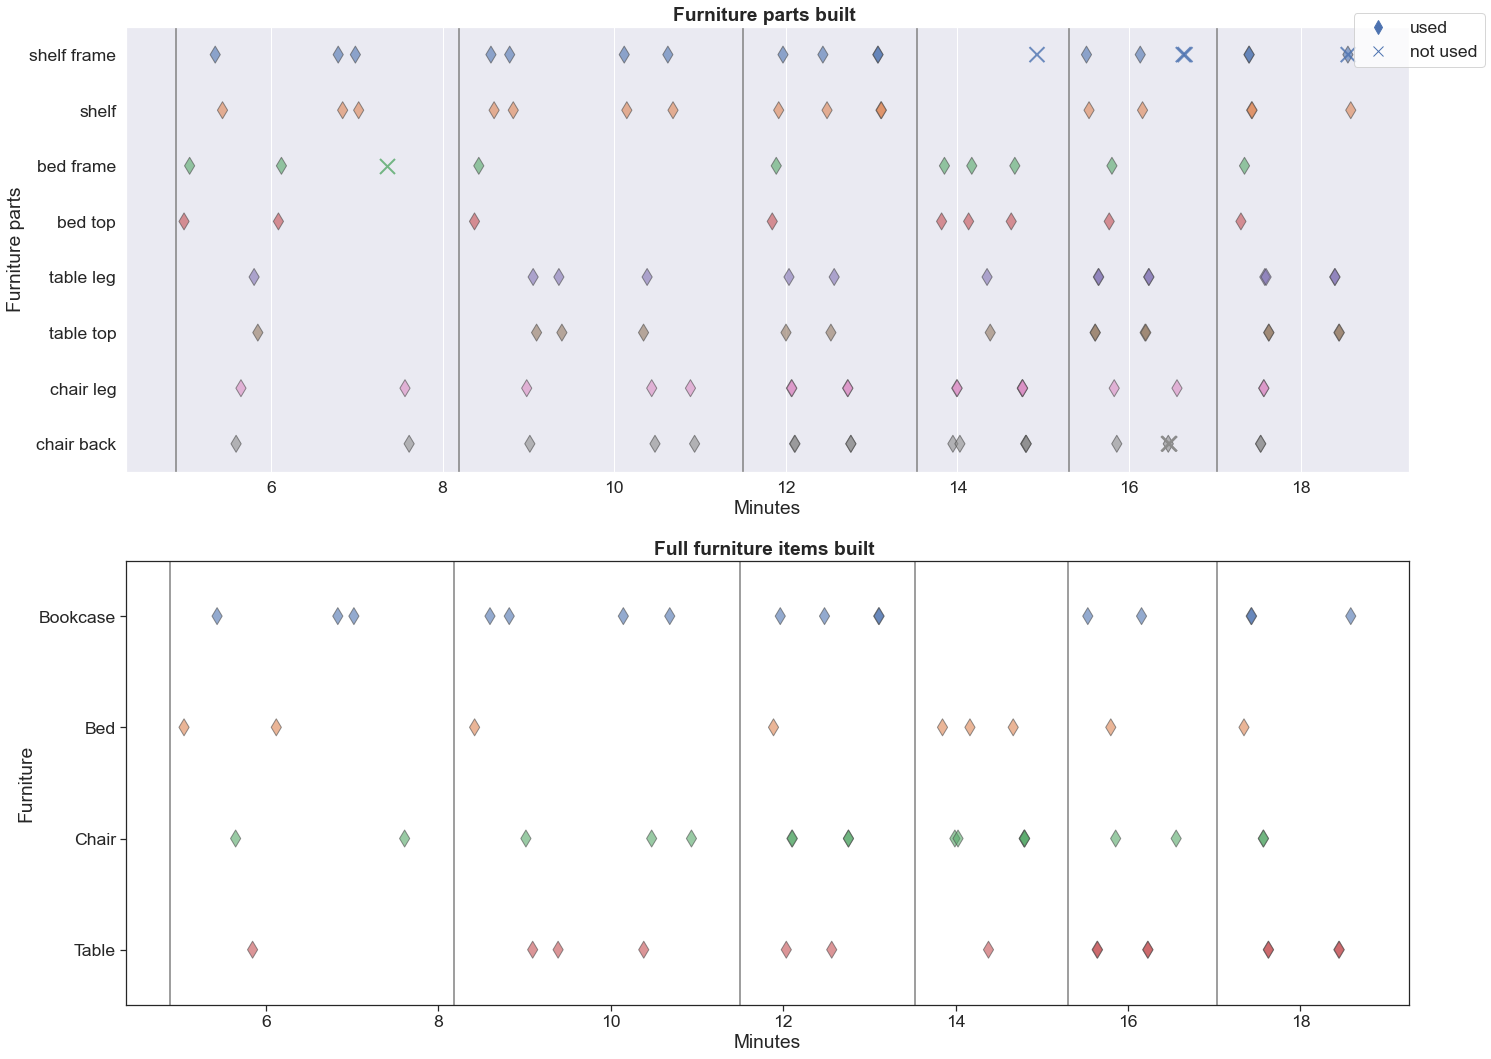 Furniture parts built
used
not used
Furniture parts
shelf frame
shelf
bed frame
bed top
table leg
table top
chair leg
chair back
6 8 10 12 14 16 18
Minutes
Full furniture items built
Furniture
Bookcase
Bed
Chair
Table
6 8 10 12 14 16 18
Minutes